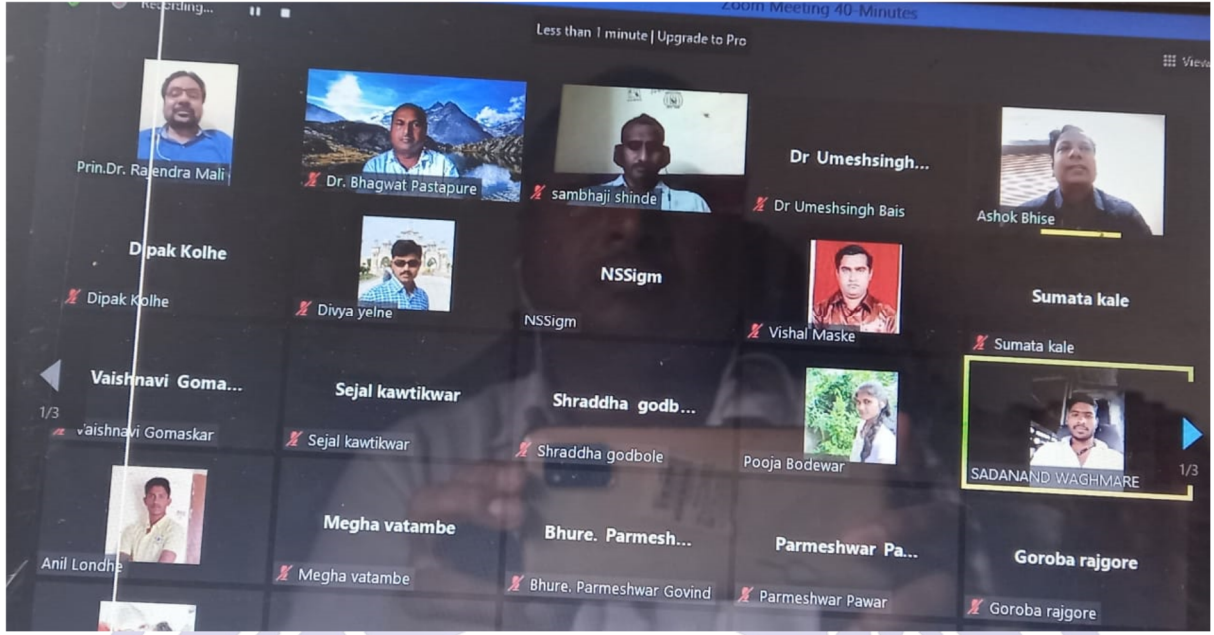 Recording...
Zoom Meeting 40-Minutes
Less than 1 minute | Upgrade to Pro
View
Prin.Dr. Rajendra Mali
Dr. Bhagwat Pastapure
sambhaji shinde
Dr Umeshsingh...
Dr Umeshsingh Bais
Ashok Bhise
Dipak Kolhe
Dipak Kolhe
Divya yelne
NSSigm
NSSigm
Vishal Maske
Sumata kale
Sumata kale
1/3
Vaishnavi Goma...
Vaishnavi Gomaskar
Sejal kawtikwar
Sejal kawtikwar
Shraddha godb...
Shraddha godbole
Pooja Bodewar
SADANAND WAGHMARE
1/3
Anil Londhe
Megha vatambe
Megha vatambe
Bhure. Parmesh...
Bhure. Parmeshwar Govind
Parmeshwar Pa...
Parmeshwar Pawar
Goroba rajgore
Goroba rajgore